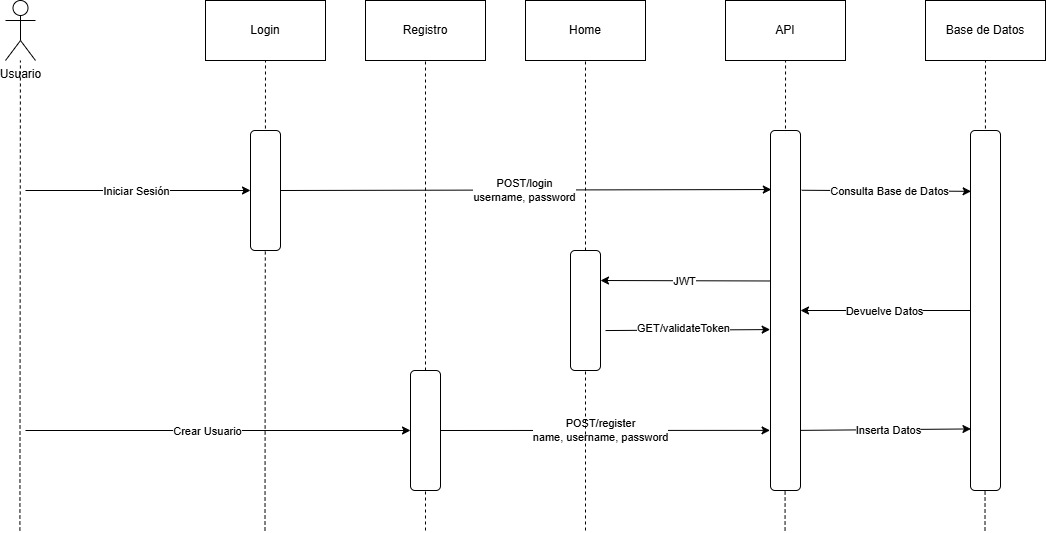 Usuario
Login
Registro
Home
API
Base de Datos
Iniciar Sesión
POST/login
username, password
Consulta Base de Datos
JWT
Devuelve Datos
GET/validateToken
Crear Usuario
POST/register
name, username, password
Inserta Datos